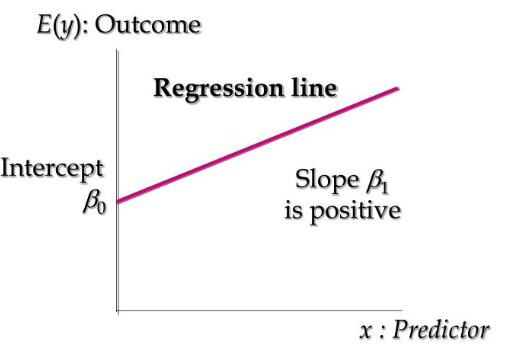 E(y): Outcome
Regression line
Intercept
β₀
Slope β₁
is positive
x : Predictor